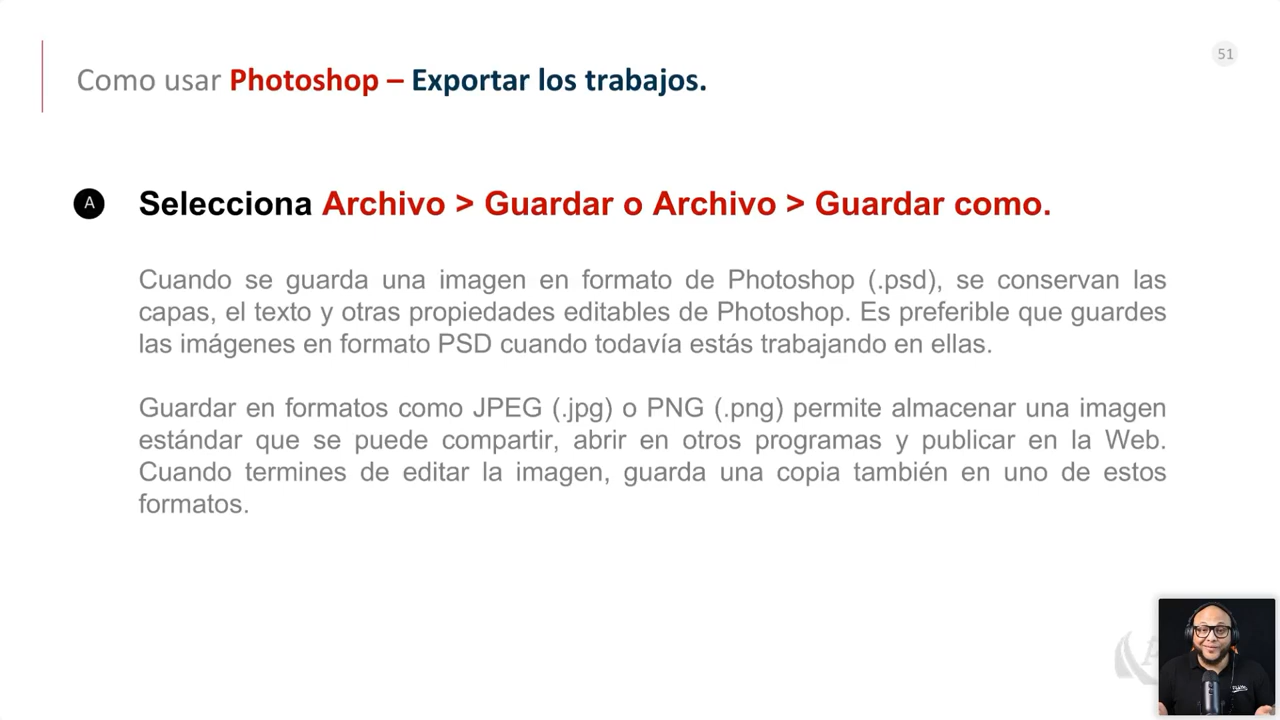 51
Como usar Photoshop – Exportar los trabajos.
A
Selecciona Archivo > Guardar o Archivo > Guardar como.
Cuando se guarda una imagen en formato de Photoshop (.psd), se conservan las
capas, el texto y otras propiedades editables de Photoshop. Es preferible que guardes
las imágenes en formato PSD cuando todavía estás trabajando en ellas.
Guardar en formatos como JPEG (.jpg) o PNG (.png) permite almacenar una imagen
estándar que se puede compartir, abrir en otros programas y publicar en la Web.
Cuando termines de editar la imagen, guarda una copia también en uno de estos
formatos.